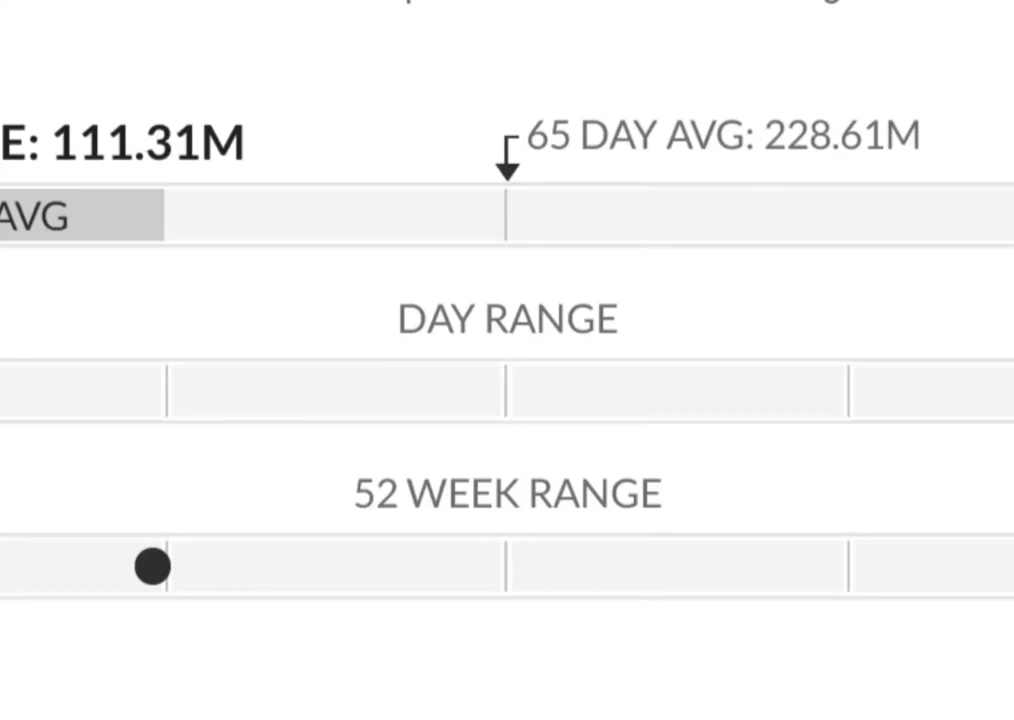 E: 111.31M
65 DAY AVG: 228.61M
AVG
DAY RANGE
52 WEEK RANGE